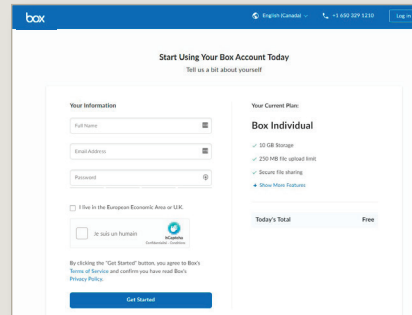 box
English (Canada)
+1 650 329 5210
Log in
Start Using Your Box Account Today
Tell us a bit about yourself
Your Information
Full Name
Email Address
Password
I live in the European Economic Area or U.K.
Je suis un humain
hCaptcha
Confidentialité - Conditions
By clicking the "Get Started" button, you agree to Box's
Terms of Service and confirm you have read Box's
Privacy Policy.
Get Started
Your Current Plan:
Box Individual
10 GB Storage
250 MB file upload limit
Secure file sharing
+ Show More Features
Today's Total Free